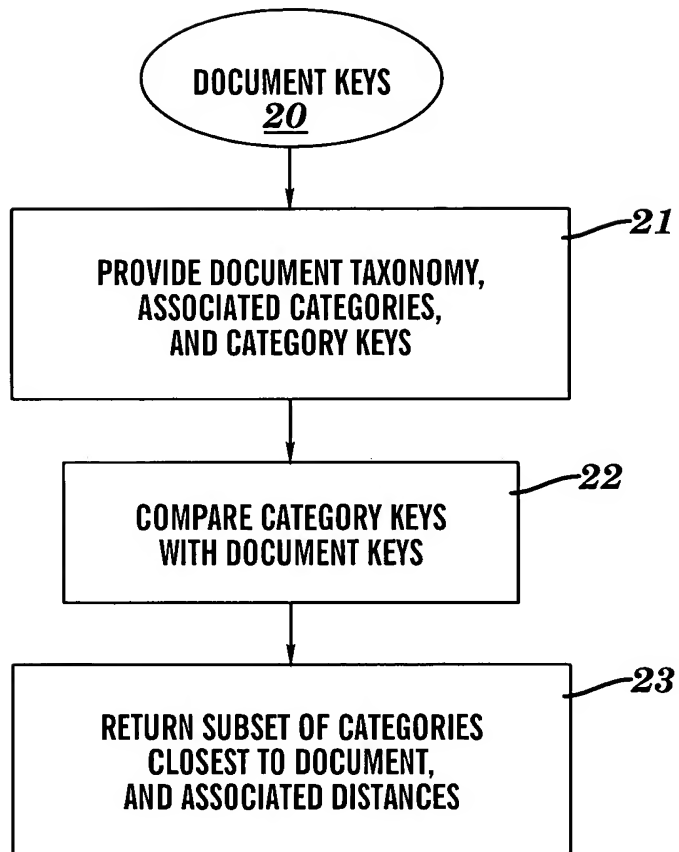 DOCUMENT KEYS
20
21
PROVIDE DOCUMENT TAXONOMY,
ASSOCIATED CATEGORIES,
AND CATEGORY KEYS
22
COMPARE CATEGORY KEYS
WITH DOCUMENT KEYS
23
RETURN SUBSET OF CATEGORIES
CLOSEST TO DOCUMENT,
AND ASSOCIATED DISTANCES